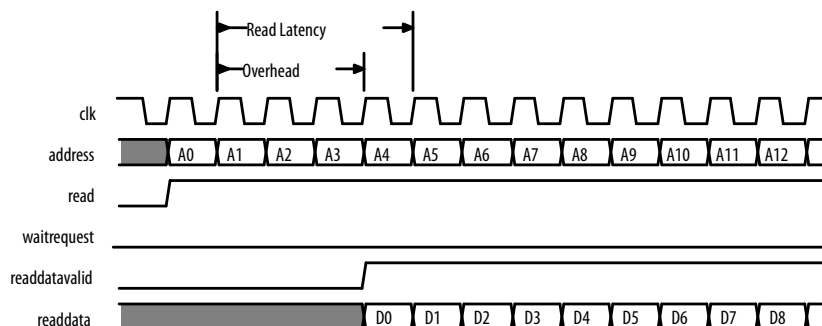 Read Latency
Overhead
clk
address A0 A1 A2 A3 A4 A5 A6 A7 A8 A9 A10 A11 A12
read
waitrequest
readdatavalid
readdata D0 D1 D2 D3 D4 D5 D6 D7 D8